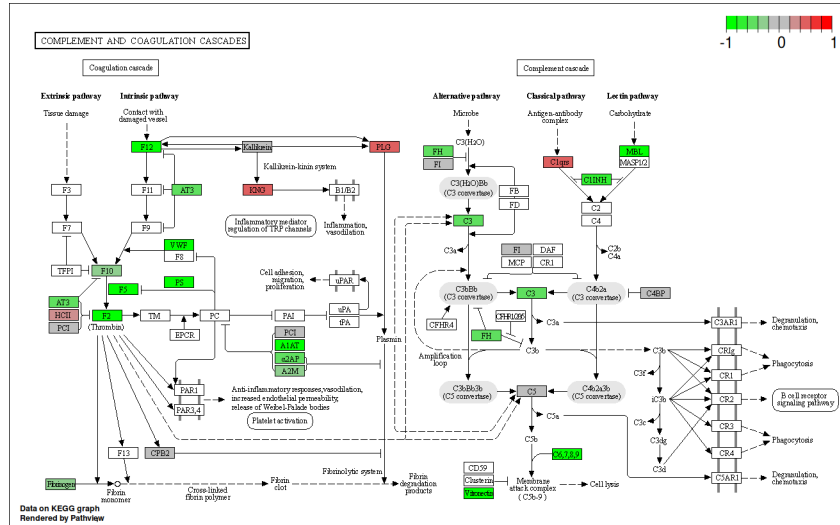 COMPLEMENT AND COAGULATION CASCADES
-1 0 1
Coagulation cascade
Complement cascade
Extrinsic pathway
Intrinsic pathway
Alternative pathway
Classical pathway
Lectin pathway
Tissue damage
Contact with
damaged vessel
Microbe
Antigen-antibody
complex
Carbohydrate
F12
Kallikrein
PLG
C3(H2O)
FH
FI
C1qrs
MBL
MASP1/2
Kallikrein-kinin system
F3
F11
AT3
KNG
B1/B2
C3(H2O)Bb
(C3 convertase)
FB
FD
C1INH
C2
C4
F7
F9
Inflammatory mediator
regulation of TRP channels
Inflammation,
vasodilation
C3
VWF
F8
C3a
FI
DAF
MCP
CR1
C2b
C4a
TFPI
F10
F5
PS
Cell adhesion,
migration,
proliferation
uPAR
C3bBb
(C3 convertase)
C3
C4b2a
(C3 convertase)
C4BP
AT3
HCII
PCI
F2
(Thrombin)
TM
PC
PAI
uPA
tPA
EPCR
Plasmin
CFHR4
FH
C3a
C3b
Amplification
loop
PCI
A1AT
α2AP
A2M
C3AR1
Degradation,
chemotaxis
C3b
CRIg
Phagocytosis
C3f
CR1
iC3b
CR2
B cell receptor
signaling pathway
C3c
CR3
Phagocytosis
C3dg
CR4
C3d
C5AR1
Degradation,
chemotaxis
PAR1
PAR3,4
Anti-inflammatory responses, vasodilation,
increased endothelial permeability,
release of Weibel-Palade bodies
Platelet activation
C3bBb3b
(C5 convertase)
C5
C4b2a3b
(C5 convertase)
C5a
C5b
F13
CPB2
C6,7,8,9
CD59
Clusterin
Vitronectin
Membrane
attack complex
(C5b-9)
Cell lysis
Fibrinolytic system
Fibrinogen
Fibrin
monomer
Cross-linked
fibrin polymer
Fibrin
clot
Fibrin
degradation
products
Data on KEGG graph
Rendered by Pathview